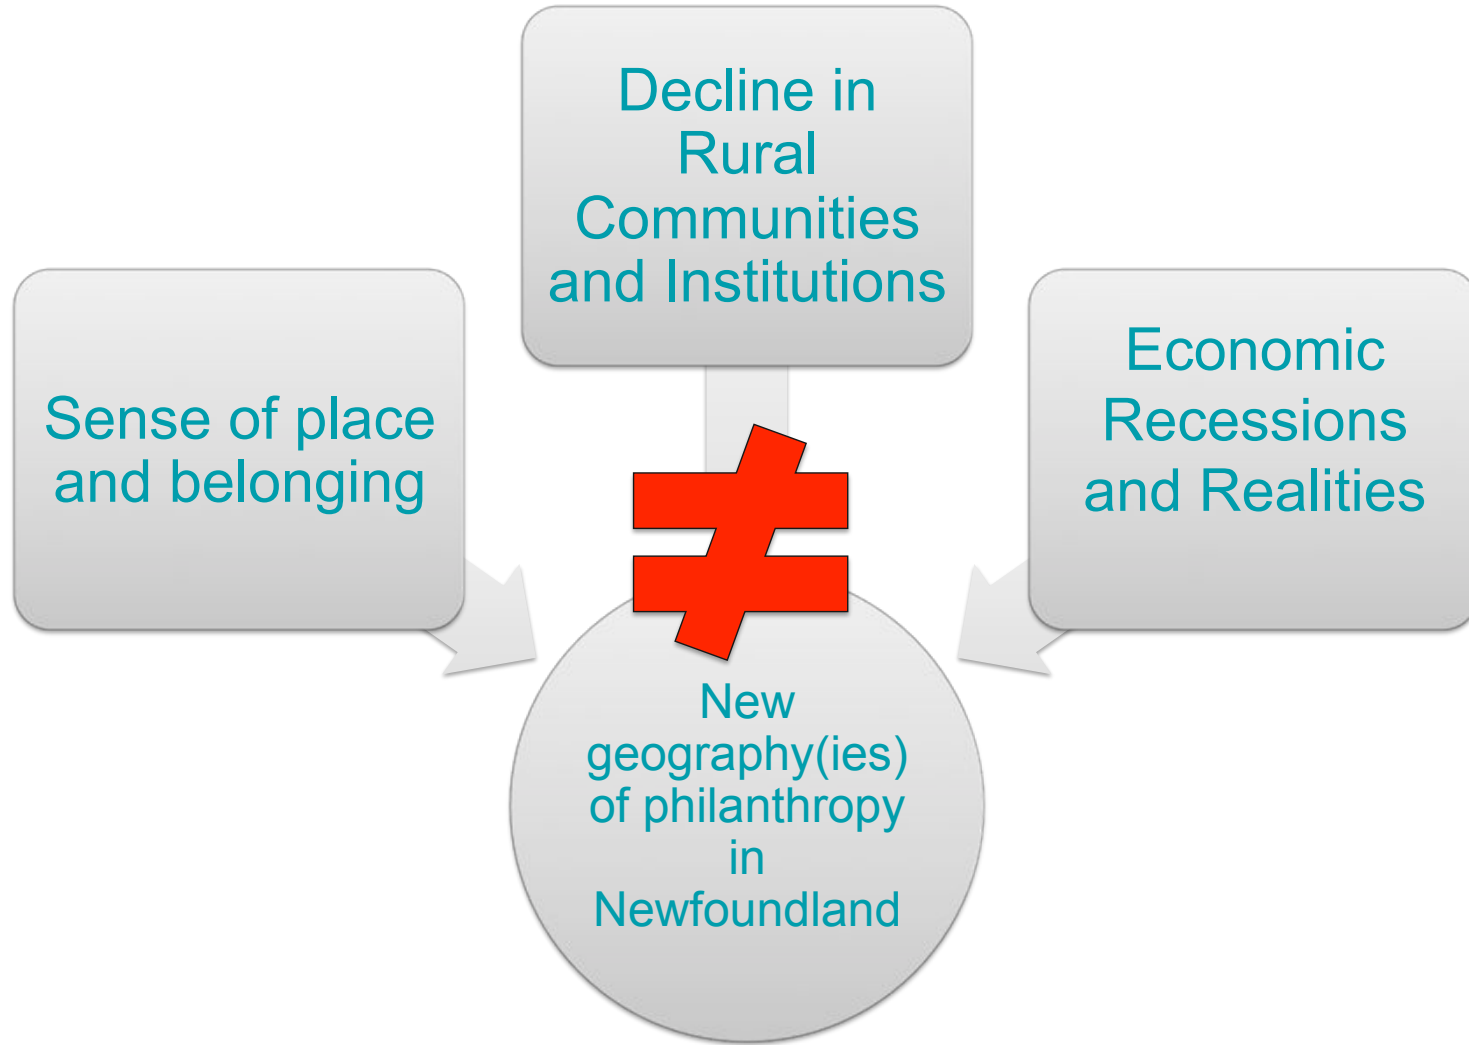 Decline in
Rural
Communities
and Institutions
Sense of place
and belonging
Economic
Recessions
and Realities
≠
New
geography(ies)
of philanthropy
in
Newfoundland